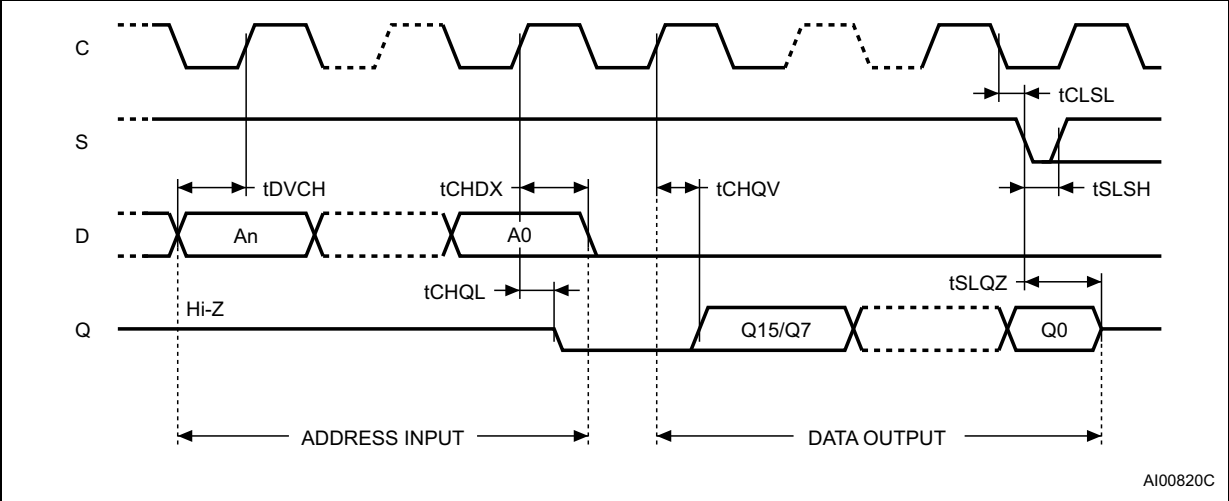 C
tCLSL
S
tDVCH
tCHDX
tCHQV
tSLSH
D
An
A0
tCHQL
tSLQZ
Hi-Z
Q
Q15/Q7
Q0
ADDRESS INPUT
DATA OUTPUT
AI00820C